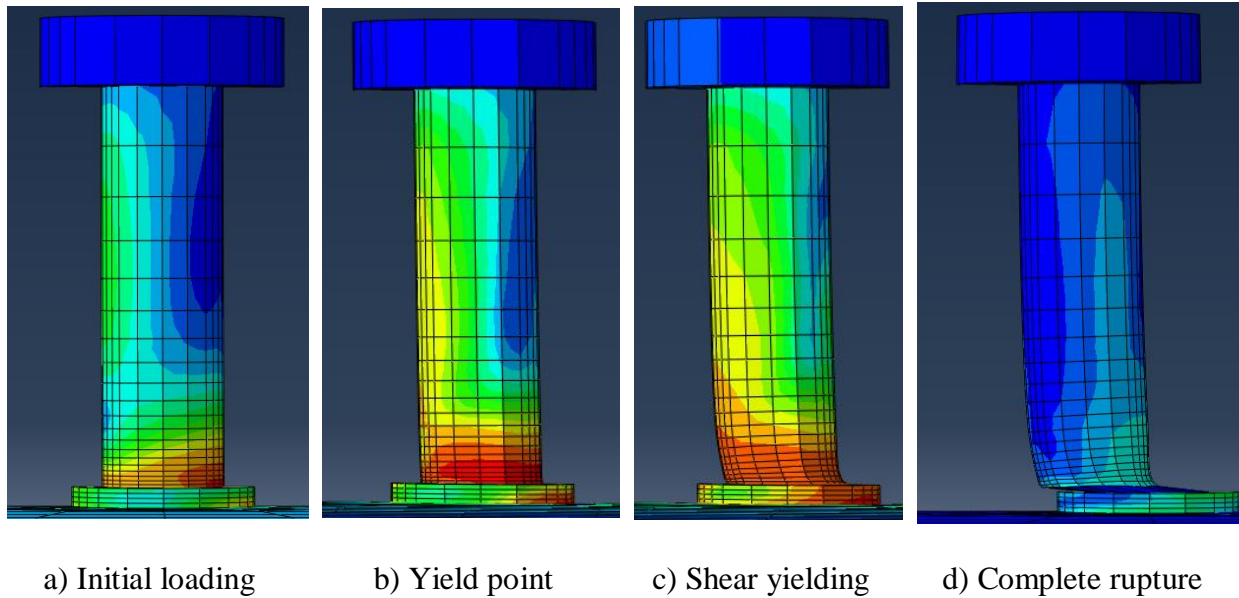 a) Initial loading
b) Yield point
c) Shear yielding
d) Complete rupture